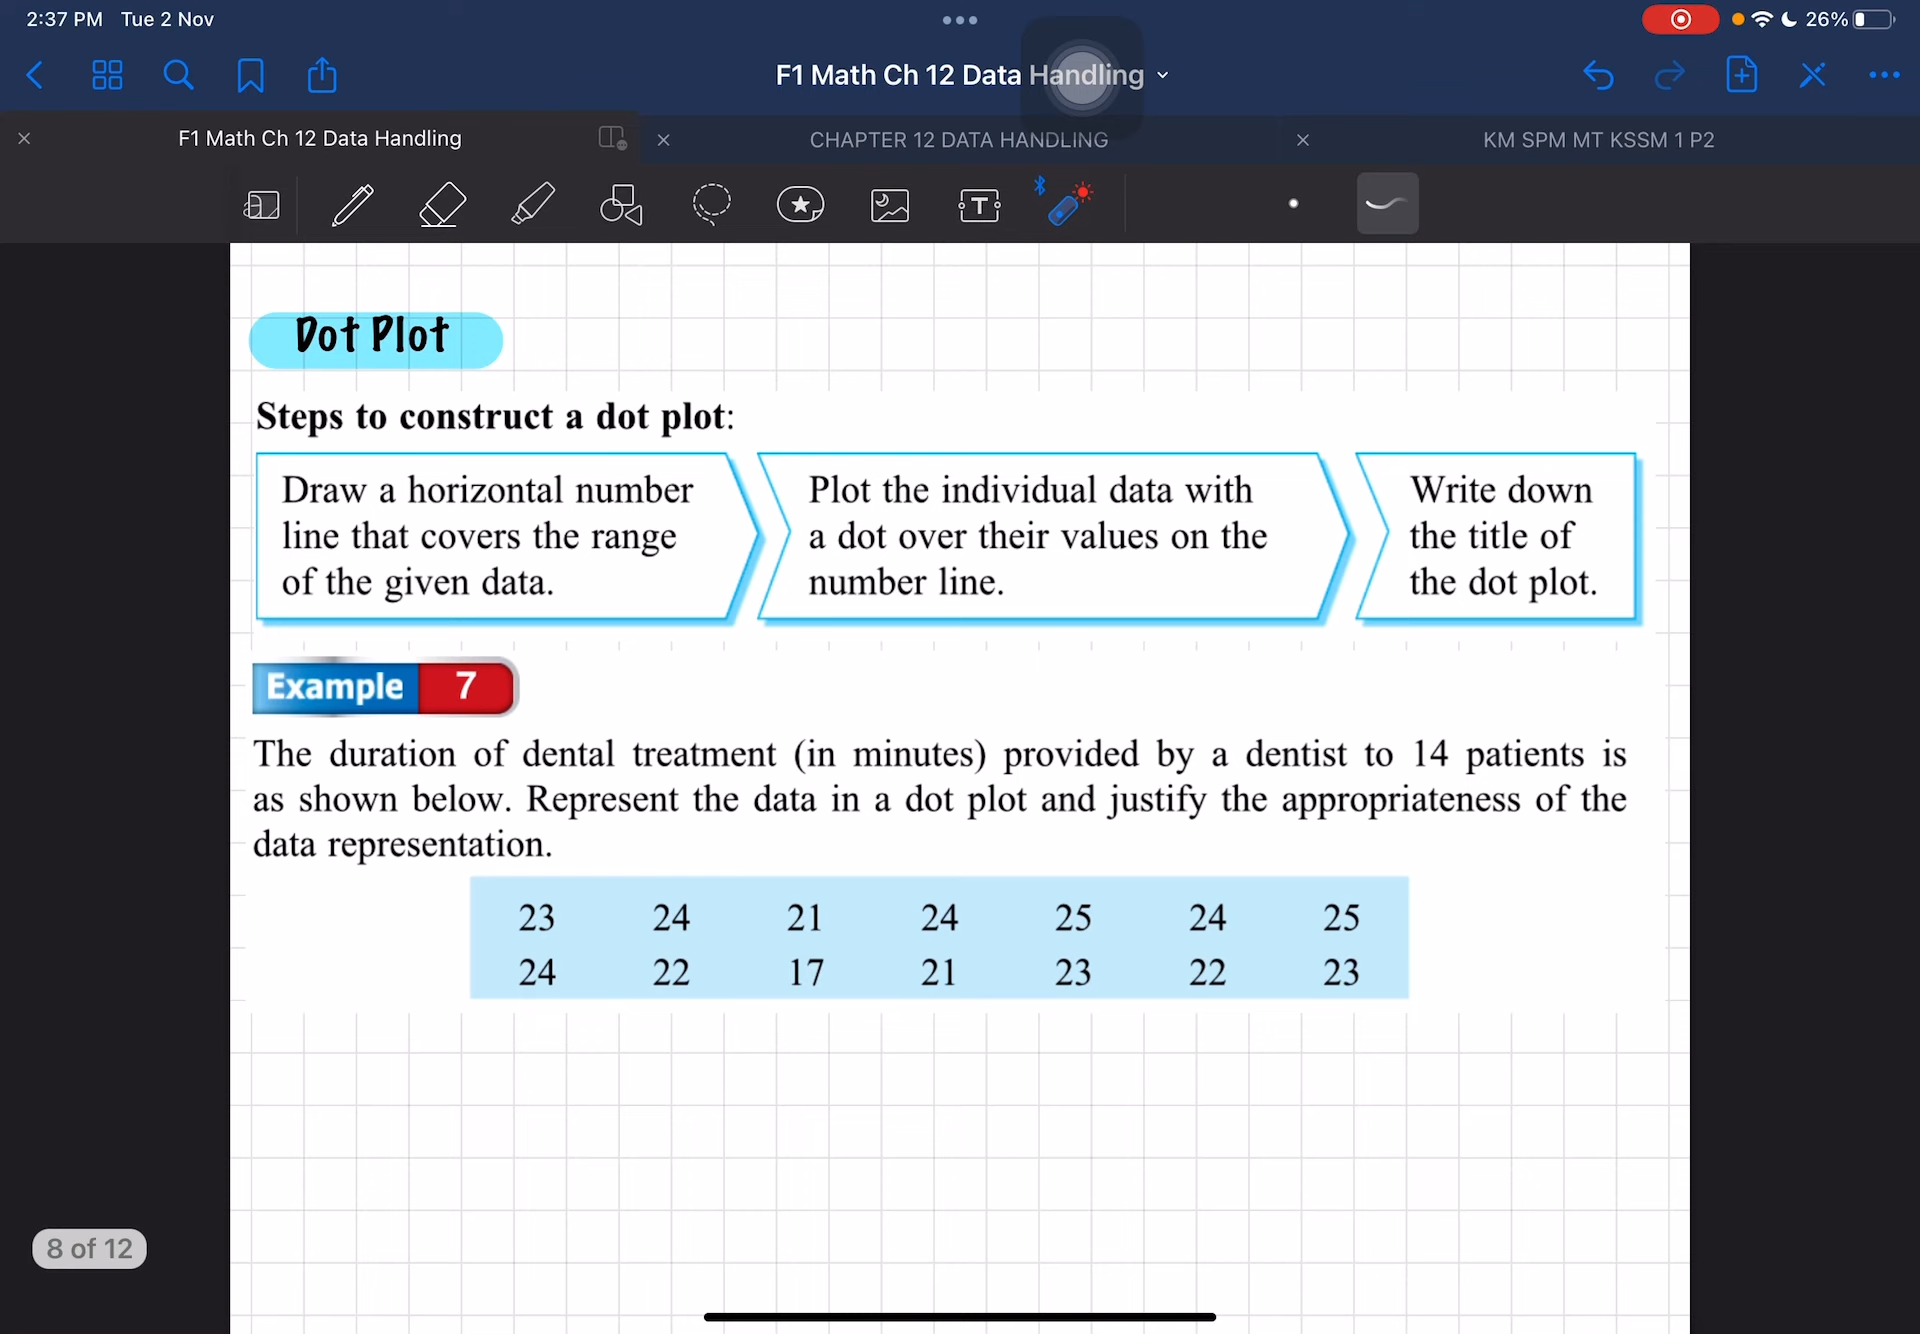 2:37 PM Tue 2 Nov
26%
F1 Math Ch 12 Data Handling
F1 Math Ch 12 Data Handling
CHAPTER 12 DATA HANDLING
KM SPM MT KSSM 1 P2
Dot Plot
Steps to construct a dot plot:
Draw a horizontal number
line that covers the range
of the given data.
Plot the individual data with
a dot over their values on the
number line.
Write down
the title of
the dot plot.
Example 7
The duration of dental treatment (in minutes) provided by a dentist to 14 patients is
as shown below. Represent the data in a dot plot and justify the appropriateness of the
data representation.
23 24 21 24 25 24 25
24 22 17 21 23 22 23
8 of 12